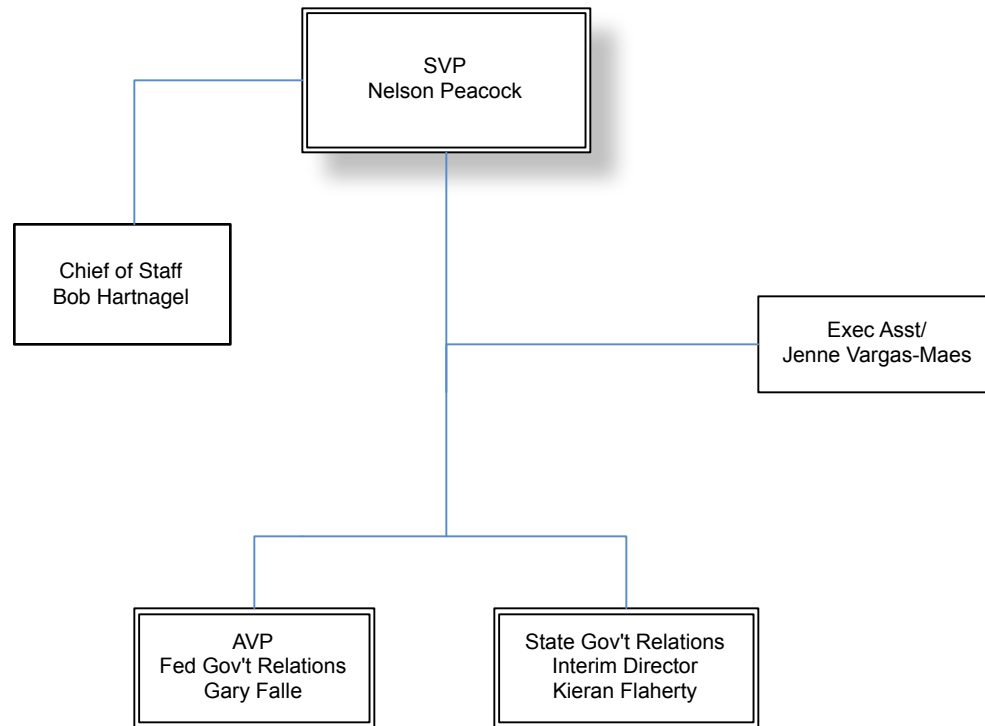 SVP
Nelson Peacock
Chief of Staff
Bob Hartnagel
Exec Asst/
Jenne Vargas-Maes
AVP
Fed Gov't Relations
Gary Falle
State Gov't Relations
Interim Director
Kieran Flaherty